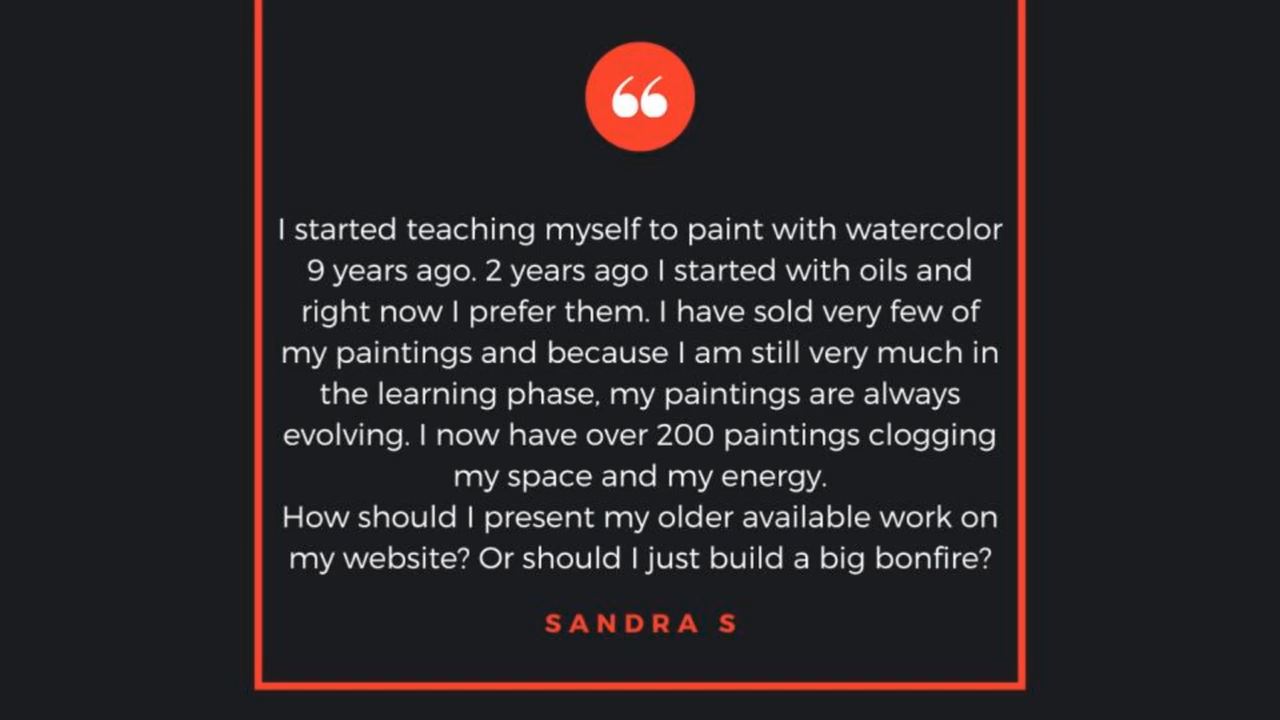 “
I started teaching myself to paint with watercolor
9 years ago. 2 years ago I started with oils and
right now I prefer them. I have sold very few of
my paintings and because I am still very much in
the learning phase, my paintings are always
evolving. I now have over 200 paintings clogging
my space and my energy.
How should I present my older available work on
my website? Or should I just build a big bonfire?
SANDRA S